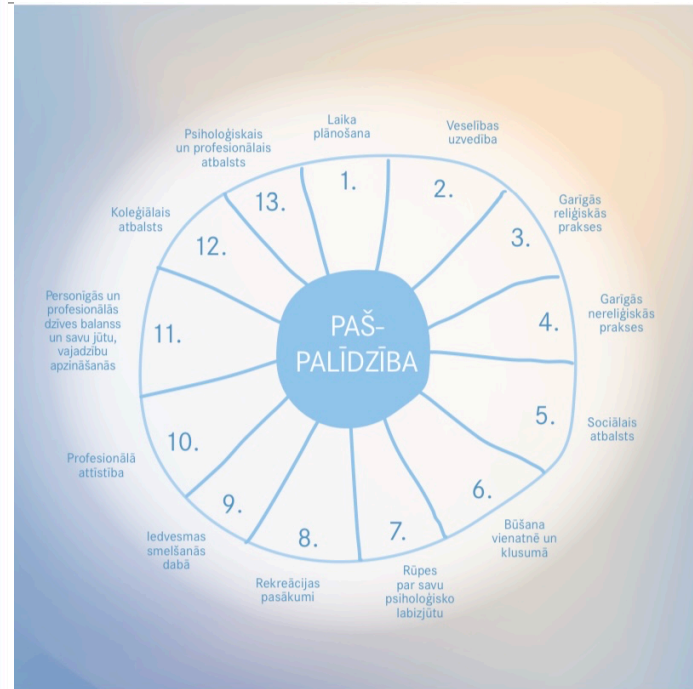 PAŠ-
PALĪDZĪBA
1.
Laika
plānošana
2.
Veselības
uzvedība
3.
Garīgās
reliģiskās
prakses
4.
Garīgās
nereliģiskās
prakses
5.
Sociālais
atbalsts
6.
Būšana
vienatnē un
klusumā
7.
Rūpes
par savu
psiholoģisko
labizjūtu
8.
Rekreācijas
pasākumi
9.
Iedvesmas
smelšanās
dabā
10.
Profesionālā
attīstība
11.
Personīgās un
profesionālās
dzīves balanss
un savu jūtu,
vajadzību
apzināšanās
12.
Koleģiālais
atbalsts
13.
Psiholoģiskais
un profesionālais
atbalsts